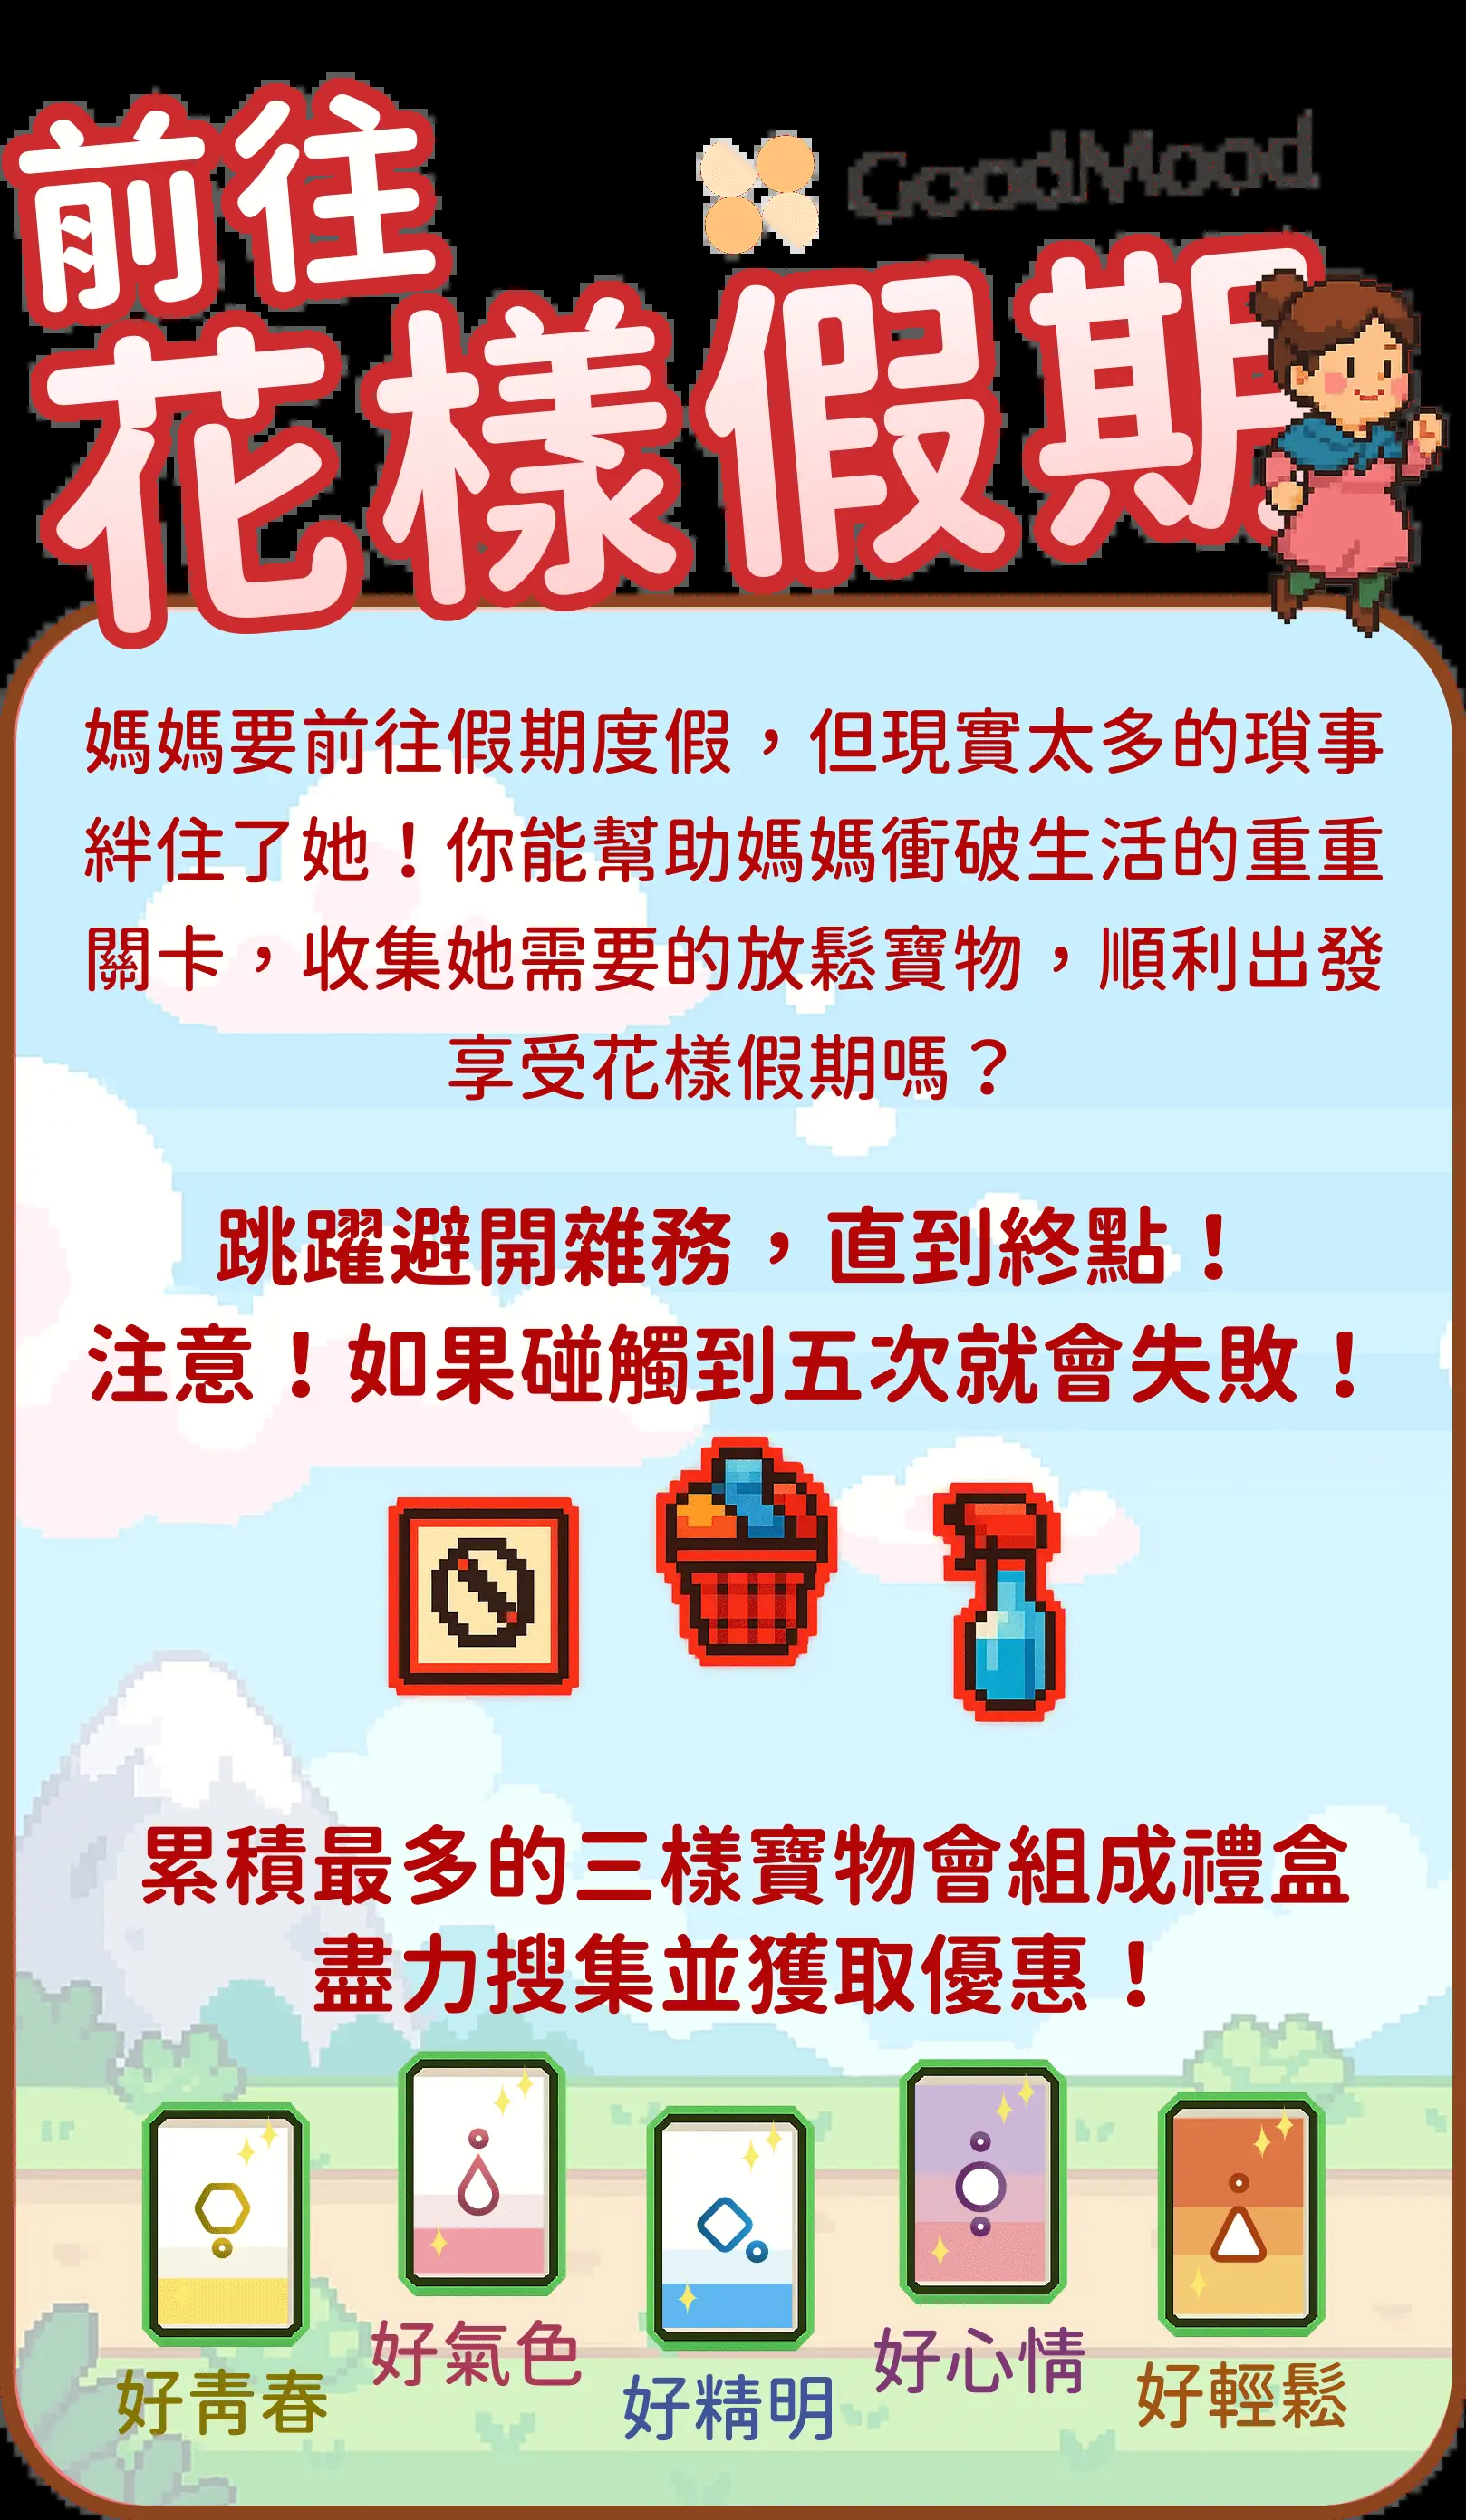 前往
GoodMood
花樣假期
媽媽要前往假期度假，但現實太多的瑣事
絆住了她！你能幫助媽媽衝破生活的重重
關卡，收集她需要的放鬆寶物，順利出發
享受花樣假期嗎？
跳躍避開雜務，直到終點！
注意！如果碰觸到五次就會失敗！
累積最多的三樣寶物會組成禮盒
盡力搜集並獲取優惠！
好青春
好氣色
好精明
好心情
好輕鬆